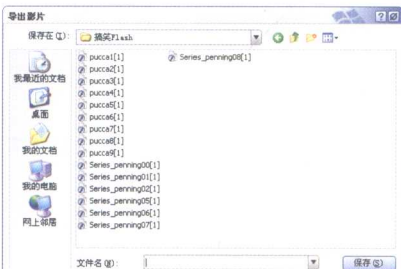 导出影片
保存在(I): 搞笑Flash
我最近的文档
桌面
我的文档
我的电脑
网上邻居
pucca1[1]
pucca2[1]
pucca3[1]
pucca4[1]
pucca5[1]
pucca6[1]
pucca7[1]
pucca8[1]
pucca9[1]
Series_penning00[1]
Series_penning01[1]
Series_penning02[1]
Series_penning05[1]
Series_penning06[1]
Series_penning07[1]
Series_penning08[1]
文件名(N):
保存(S)